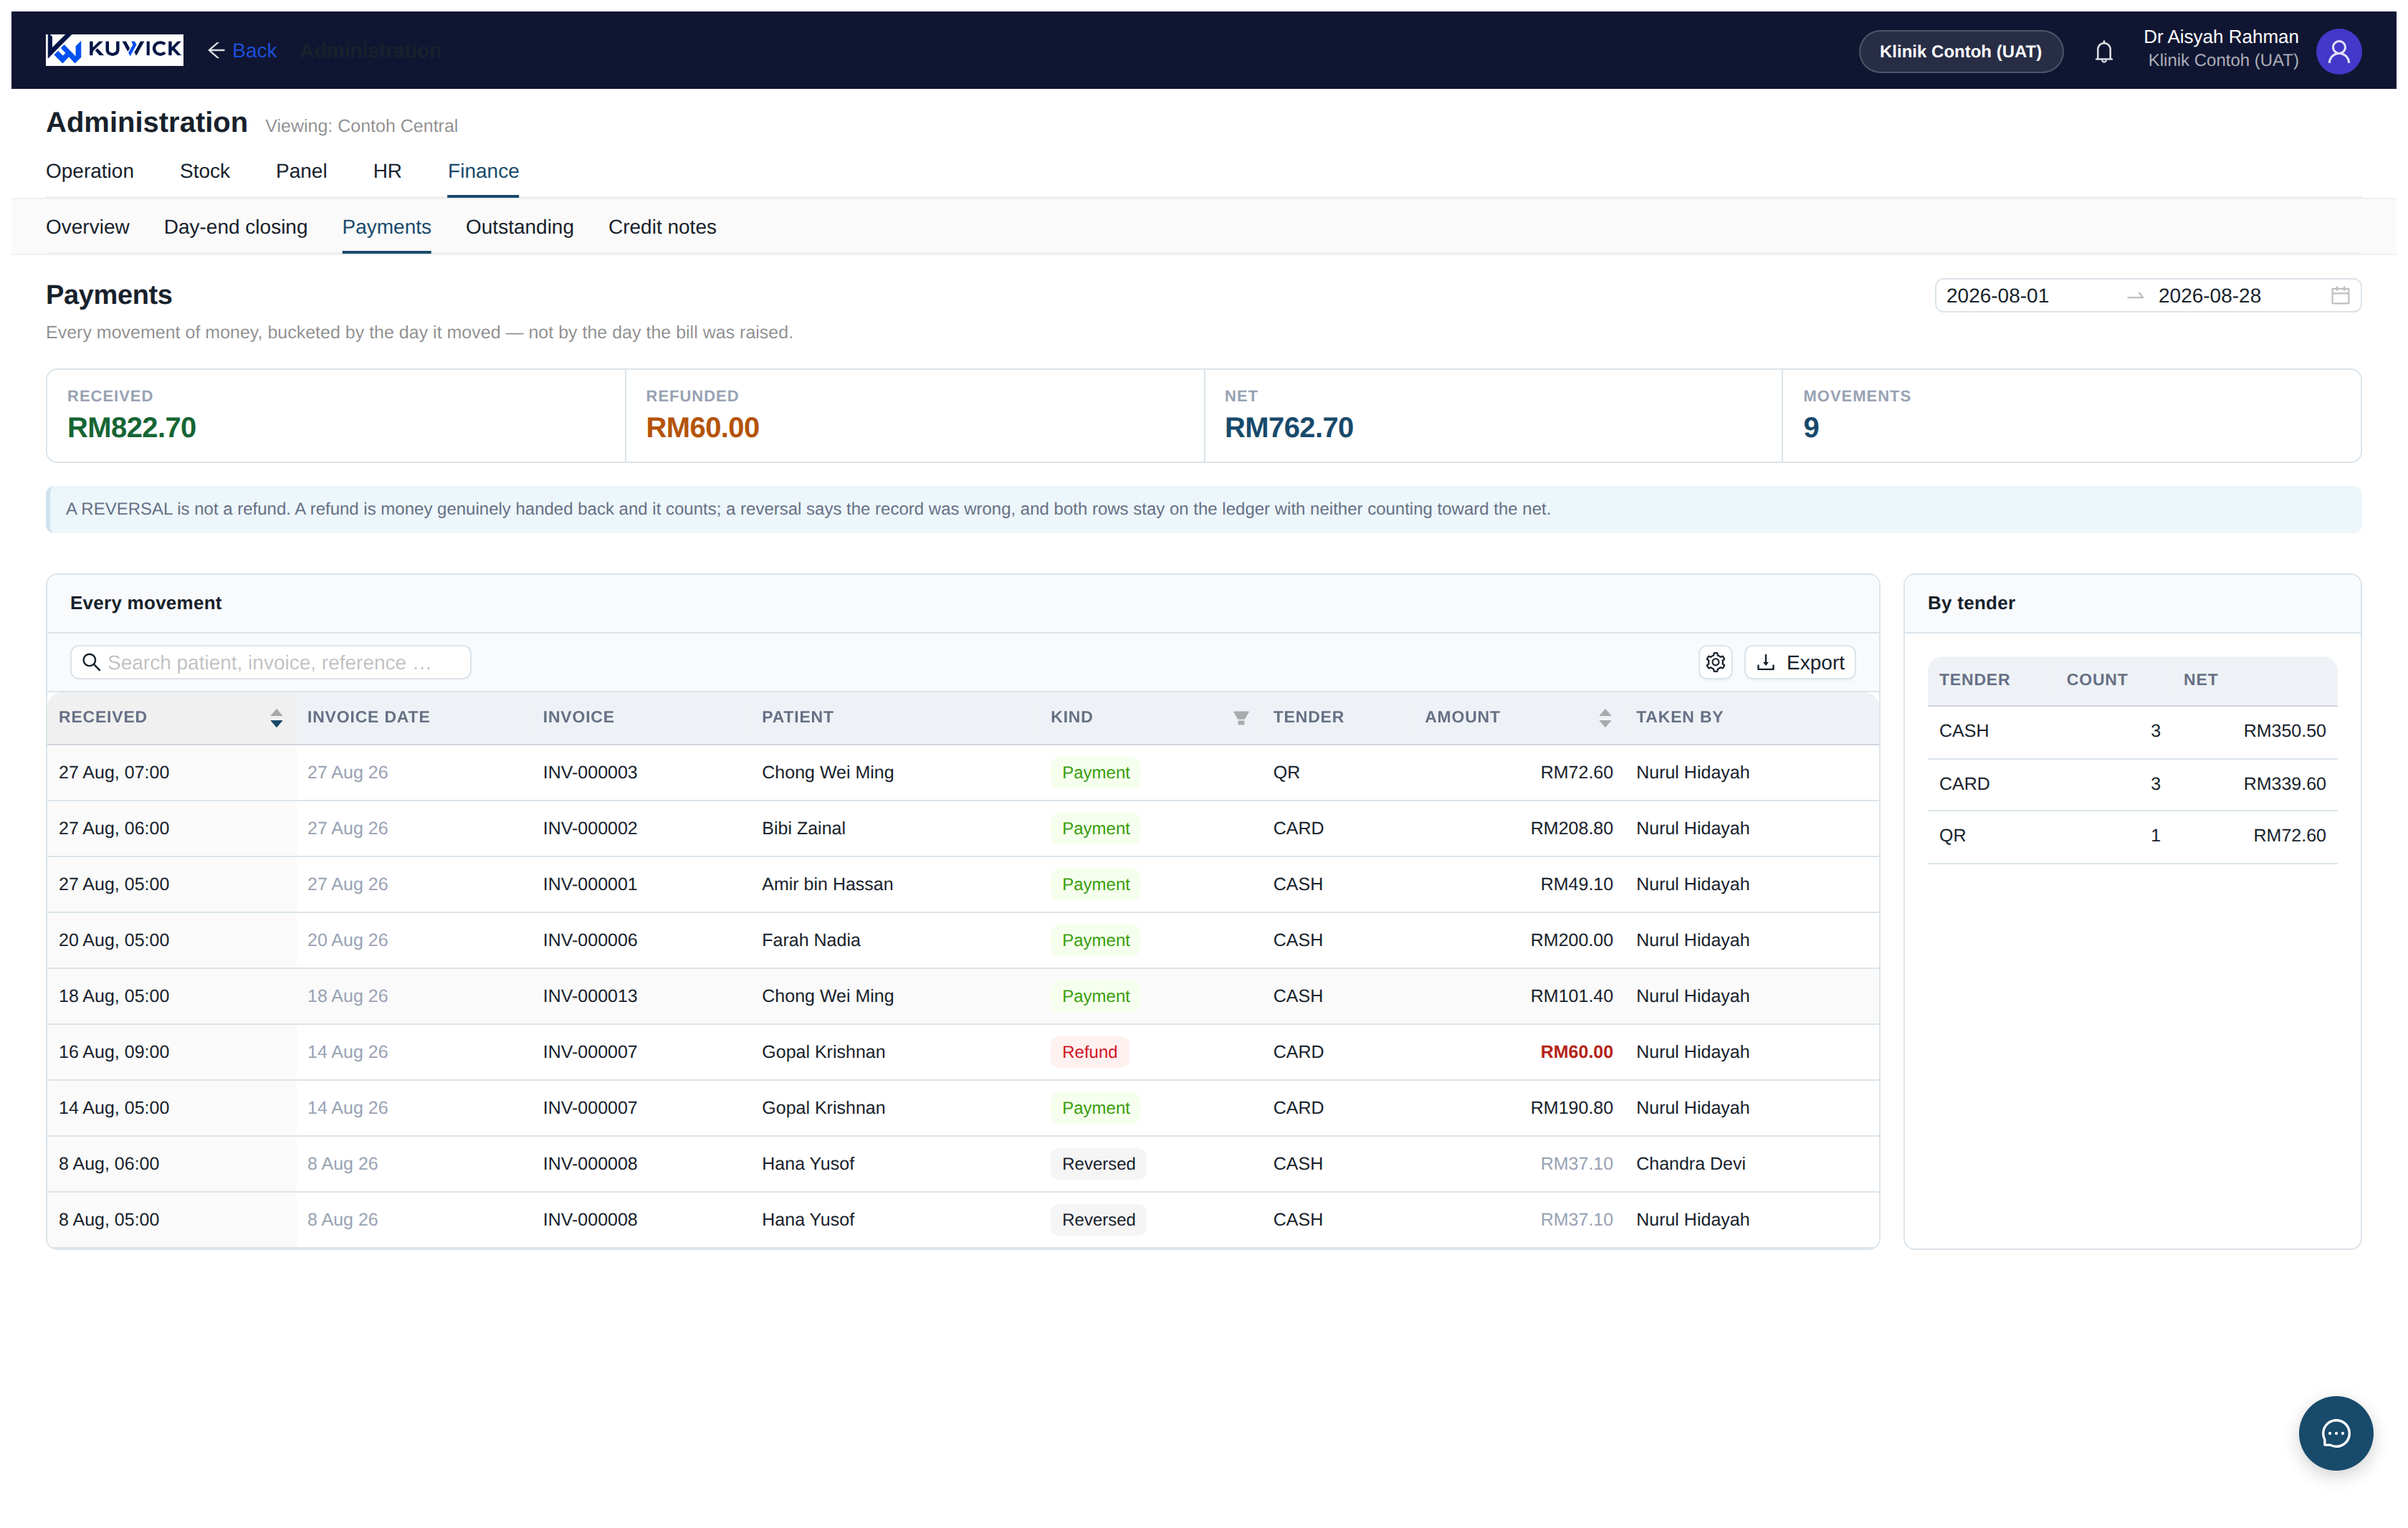 KUWICK
Back
Administration
Klinik Contoh (UAT)
Dr Aisyah Rahman
Klinik Contoh (UAT)
Administration Viewing: Contoh Central
Operation Stock Panel HR Finance
Overview Day-end closing Payments Outstanding Credit notes
Payments
2026-08-01 2026-08-28
Every movement of money, bucketed by the day it moved — not by the day the bill was raised.
RECEIVED
RM822.70
REFUNDED
RM60.00
NET
RM762.70
MOVEMENTS
9
A REVERSAL is not a refund. A refund is money genuinely handed back and it counts; a reversal says the record was wrong, and both rows stay on the ledger with neither counting toward the net.
Every movement
Search patient, invoice, reference …
Export
RECEIVED INVOICE DATE INVOICE PATIENT KIND TENDER AMOUNT TAKEN BY
27 Aug, 07:00 27 Aug 26 INV-000003 Chong Wei Ming Payment QR RM72.60 Nurul Hidayah
27 Aug, 06:00 27 Aug 26 INV-000002 Bibi Zainal Payment CARD RM208.80 Nurul Hidayah
27 Aug, 05:00 27 Aug 26 INV-000001 Amir bin Hassan Payment CASH RM49.10 Nurul Hidayah
20 Aug, 05:00 20 Aug 26 INV-000006 Farah Nadia Payment CASH RM200.00 Nurul Hidayah
18 Aug, 05:00 18 Aug 26 INV-000013 Chong Wei Ming Payment CASH RM101.40 Nurul Hidayah
16 Aug, 09:00 14 Aug 26 INV-000007 Gopal Krishnan Refund CARD RM60.00 Nurul Hidayah
14 Aug, 05:00 14 Aug 26 INV-000007 Gopal Krishnan Payment CARD RM190.80 Nurul Hidayah
8 Aug, 06:00 8 Aug 26 INV-000008 Hana Yusof Reversed CASH RM37.10 Chandra Devi
8 Aug, 05:00 8 Aug 26 INV-000008 Hana Yusof Reversed CASH RM37.10 Nurul Hidayah
By tender
TENDER COUNT NET
CASH 3 RM350.50
CARD 3 RM339.60
QR 1 RM72.60